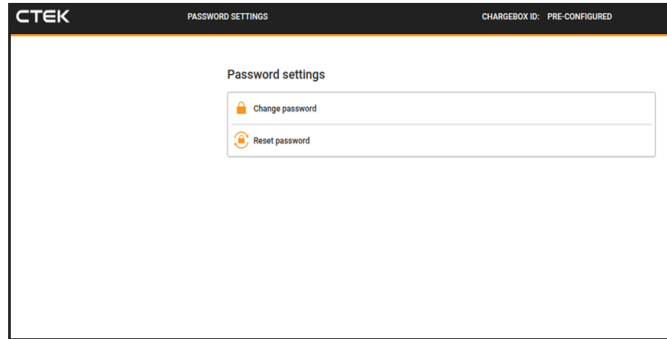 CTEK PASSWORD SETTINGS CHARGEBOX ID: PRE-CONFIGURED
Password settings
Change password
Reset password